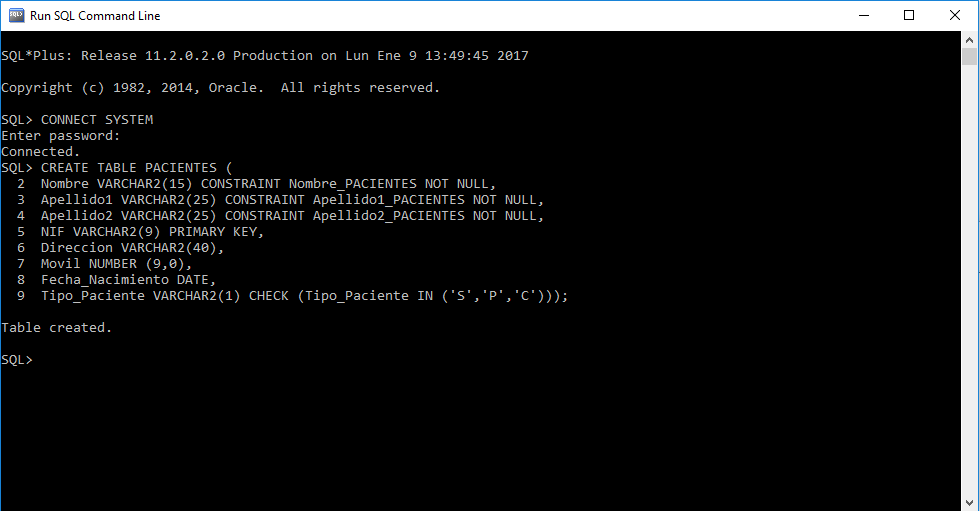 Run SQL Command Line
SQL*Plus: Release 11.2.0.2.0 Production on Lun Ene 9 13:49:45 2017
Copyright (c) 1982, 2014, Oracle.  All rights reserved.
SQL> CONNECT SYSTEM
Enter password:
Connected.
SQL> CREATE TABLE PACIENTES (
  2  Nombre VARCHAR2(15) CONSTRAINT Nombre_PACIENTES NOT NULL,
  3  Apellido1 VARCHAR2(25) CONSTRAINT Apellido1_PACIENTES NOT NULL,
  4  Apellido2 VARCHAR2(25) CONSTRAINT Apellido2_PACIENTES NOT NULL,
  5  NIF VARCHAR2(9) PRIMARY KEY,
  6  Direccion VARCHAR2(40),
  7  Movil NUMBER (9,0),
  8  Fecha_Nacimiento DATE,
  9  Tipo_Paciente VARCHAR2(1) CHECK (Tipo_Paciente IN ('S','P','C')));
Table created.
SQL>